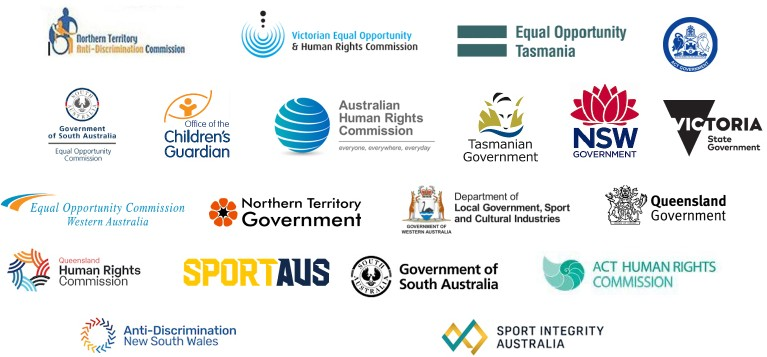 Northern Territory
Anti-Discrimination Commission
Victorian Equal Opportunity
& Human Rights Commission
Equal Opportunity
Tasmania
ACT GOVERNMENT
SOUTH AUSTRALIA
Government
of South Australia
Equal Opportunity
Commission
Office of the
Children's
Guardian
Australian
Human Rights
Commission
everyone, everywhere, everyday
Tasmanian
Government
NSW
GOVERNMENT
VICTORIA
State
Government
Equal Opportunity Commission
Western Australia
Northern Territory
Government
GOVERNMENT OF
WESTERN AUSTRALIA
Department of
Local Government, Sport
and Cultural Industries
Queensland
Government
Queensland
Human Rights
Commission
SPORTAUS
SOUTH AUSTRALIA
Government of
South Australia
ACT HUMAN RIGHTS
COMMISSION
Anti-Discrimination
New South Wales
SPORT INTEGRITY
AUSTRALIA